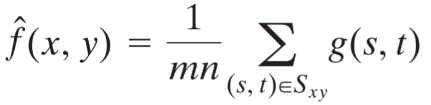 f̂(x, y) = 1/mn ∑_{(s, t)∈S_{xy}} g(s, t)